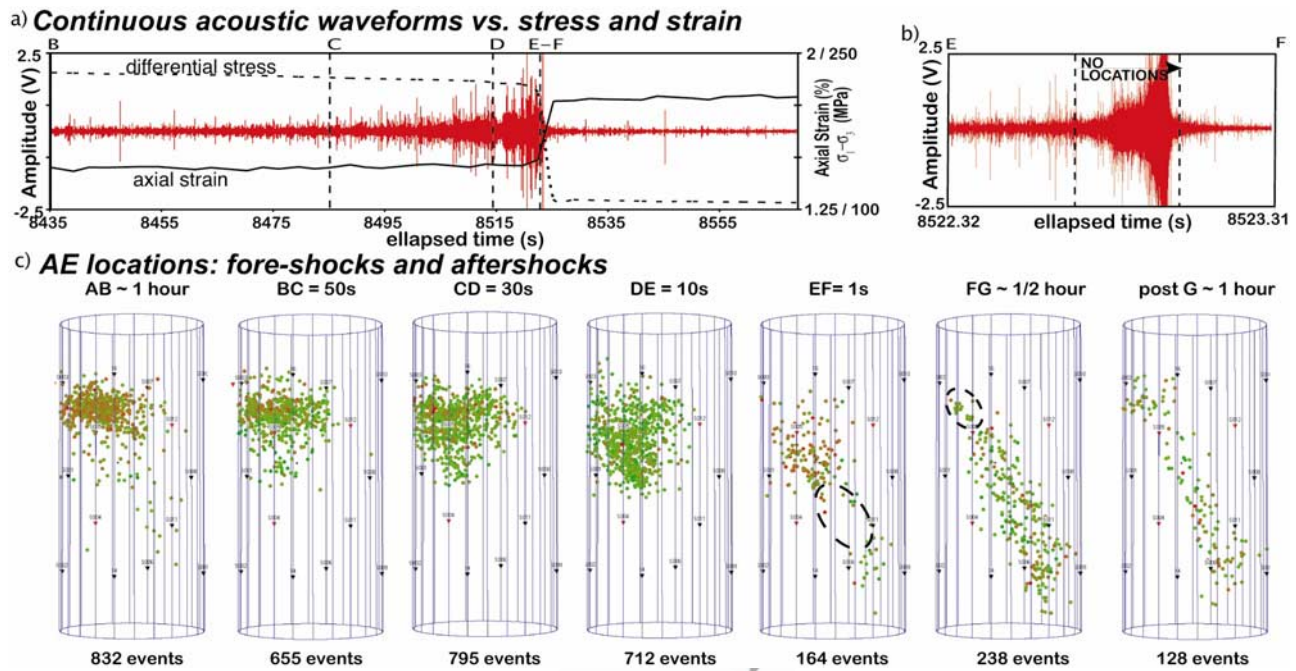 a) Continuous acoustic waveforms vs. stress and strain
B C D E-F
2.5
differential stress
axial strain
-2.5
Amplitude (V)
2 / 250
Axial Strain (%)
σ1-σ3 (MPa)
1.25 / 100
8435 8455 8475 8495 8515 8535 8555
ellapsed time (s)
b)
E F
2.5
NO
LOCATIONS
Amplitude (V)
-2.5
8522.32 8523.31
ellapsed time (s)
c) AE locations: fore-shocks and aftershocks
AB ~ 1 hour BC = 50s CD = 30s DE = 10s EF= 1s FG ~ 1/2 hour post G ~ 1 hour
832 events 655 events 795 events 712 events 164 events 238 events 128 events